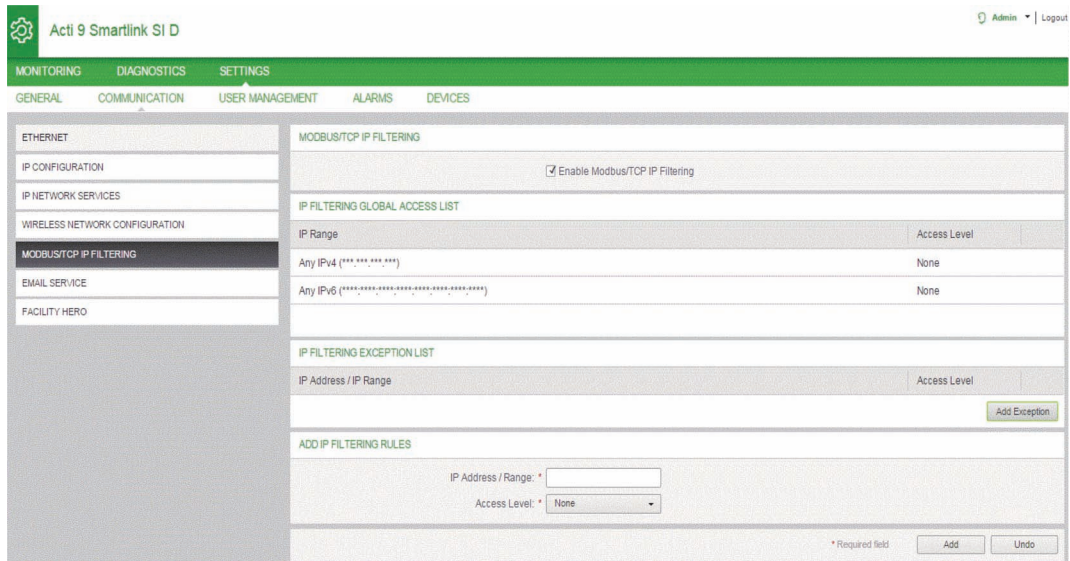 Acti 9 Smartlink SI D
Admin | Logout
MONITORING DIAGNOSTICS SETTINGS
GENERAL COMMUNICATION USER MANAGEMENT ALARMS DEVICES
ETHERNET
IP CONFIGURATION
IP NETWORK SERVICES
WIRELESS NETWORK CONFIGURATION
MODBUS/TCP IP FILTERING
EMAIL SERVICE
FACILITY HERO
MODBUS/TCP IP FILTERING
Enable Modbus/TCP IP Filtering
IP FILTERING GLOBAL ACCESS LIST
IP Range Access Level
Any IPv4 (***.***.***.***) None
Any IPv6 (****:****:****:****:****:****:****:****) None
IP FILTERING EXCEPTION LIST
IP Address / IP Range Access Level
Add Exception
ADD IP FILTERING RULES
IP Address / Range: *
Access Level: * None
* Required field Add Undo